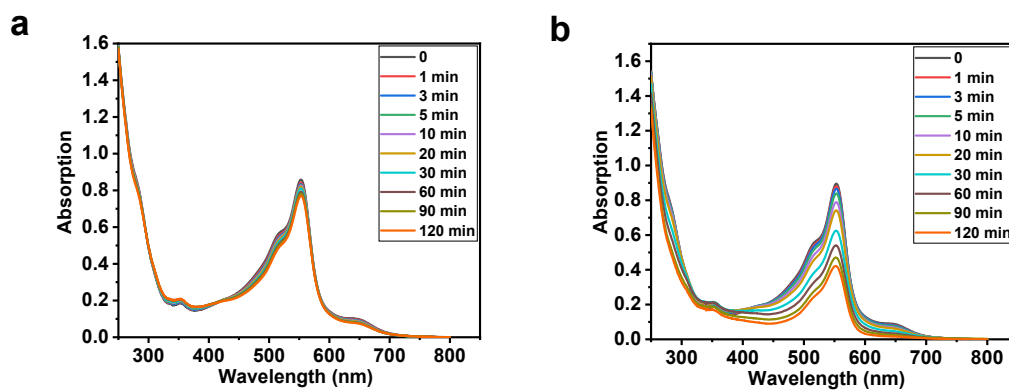 a
1.6
1.4
1.2
1.0
0.8
0.6
0.4
0.2
0.0
Absorption
300 400 500 600 700 800
Wavelength (nm)
0
1 min
3 min
5 min
10 min
20 min
30 min
60 min
90 min
120 min
b
1.6
1.4
1.2
1.0
0.8
0.6
0.4
0.2
0.0
Absorption
300 400 500 600 700 800
Wavelength (nm)
0
1 min
3 min
5 min
10 min
20 min
30 min
60 min
90 min
120 min